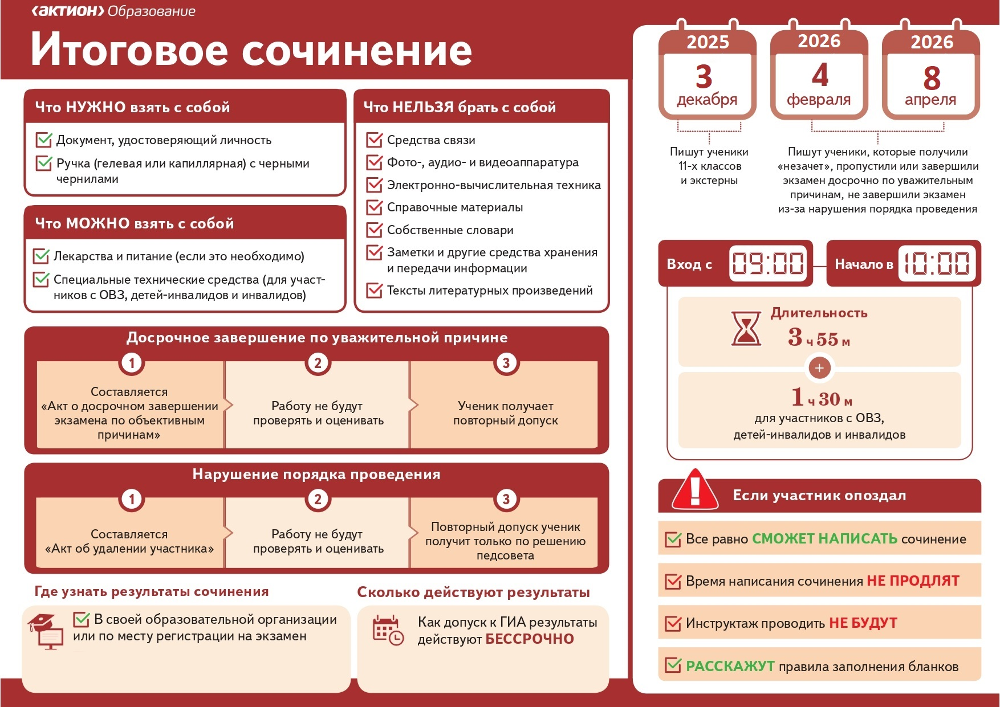 ‹актион› Образование
Итоговое сочинение
Что НУЖНО взять с собой
Документ, удостоверяющий личность
Ручка (гелевая или капиллярная) с черными
чернилами
Что МОЖНО взять с собой
Лекарства и питание (если это необходимо)
Специальные технические средства (для участ-
ников с ОВЗ, детей-инвалидов и инвалидов)
Что НЕЛЬЗЯ брать с собой
Средства связи
Фото-, аудио- и видеоаппаратура
Электронно-вычислительная техника
Справочные материалы
Собственные словари
Заметки и другие средства хранения
и передачи информации
Тексты литературных произведений
Досрочное завершение по уважительной причине
1
Составляется
«Акт о досрочном завершении
экзамена по объективным
причинам»
2
Работу не будут
проверять и оценивать
3
Ученик получает
повторный допуск
Нарушение порядка проведения
1
Составляется
«Акт об удалении участника»
2
Работу не будут
проверять и оценивать
3
Повторный допуск ученик
получит только по решению
педсовета
Где узнать результаты сочинения
В своей образовательной организации
или по месту регистрации на экзамен
Сколько действуют результаты
Как допуск к ГИА результаты
действуют БЕССРОЧНО
2025
3
декабря
2026
4
февраля
2026
8
апреля
Пишут ученики
11-х классов
и экстерны
Пишут ученики, которые получили
«незачет», пропустили или завершили
экзамен досрочно по уважительным
причинам, не завершили экзамен
из-за нарушения порядка проведения
Вход с 09:00
Начало в 10:00
Длительность
3 ч 55 м
+
1 ч 30 м
для участников с ОВЗ,
детей-инвалидов и инвалидов
! Если участник опоздал
Все равно СМОЖЕТ НАПИСАТЬ сочинение
Время написания сочинения НЕ ПРОДЛЯТ
Инструктаж проводить НЕ БУДУТ
РАССКАЖУТ правила заполнения бланков